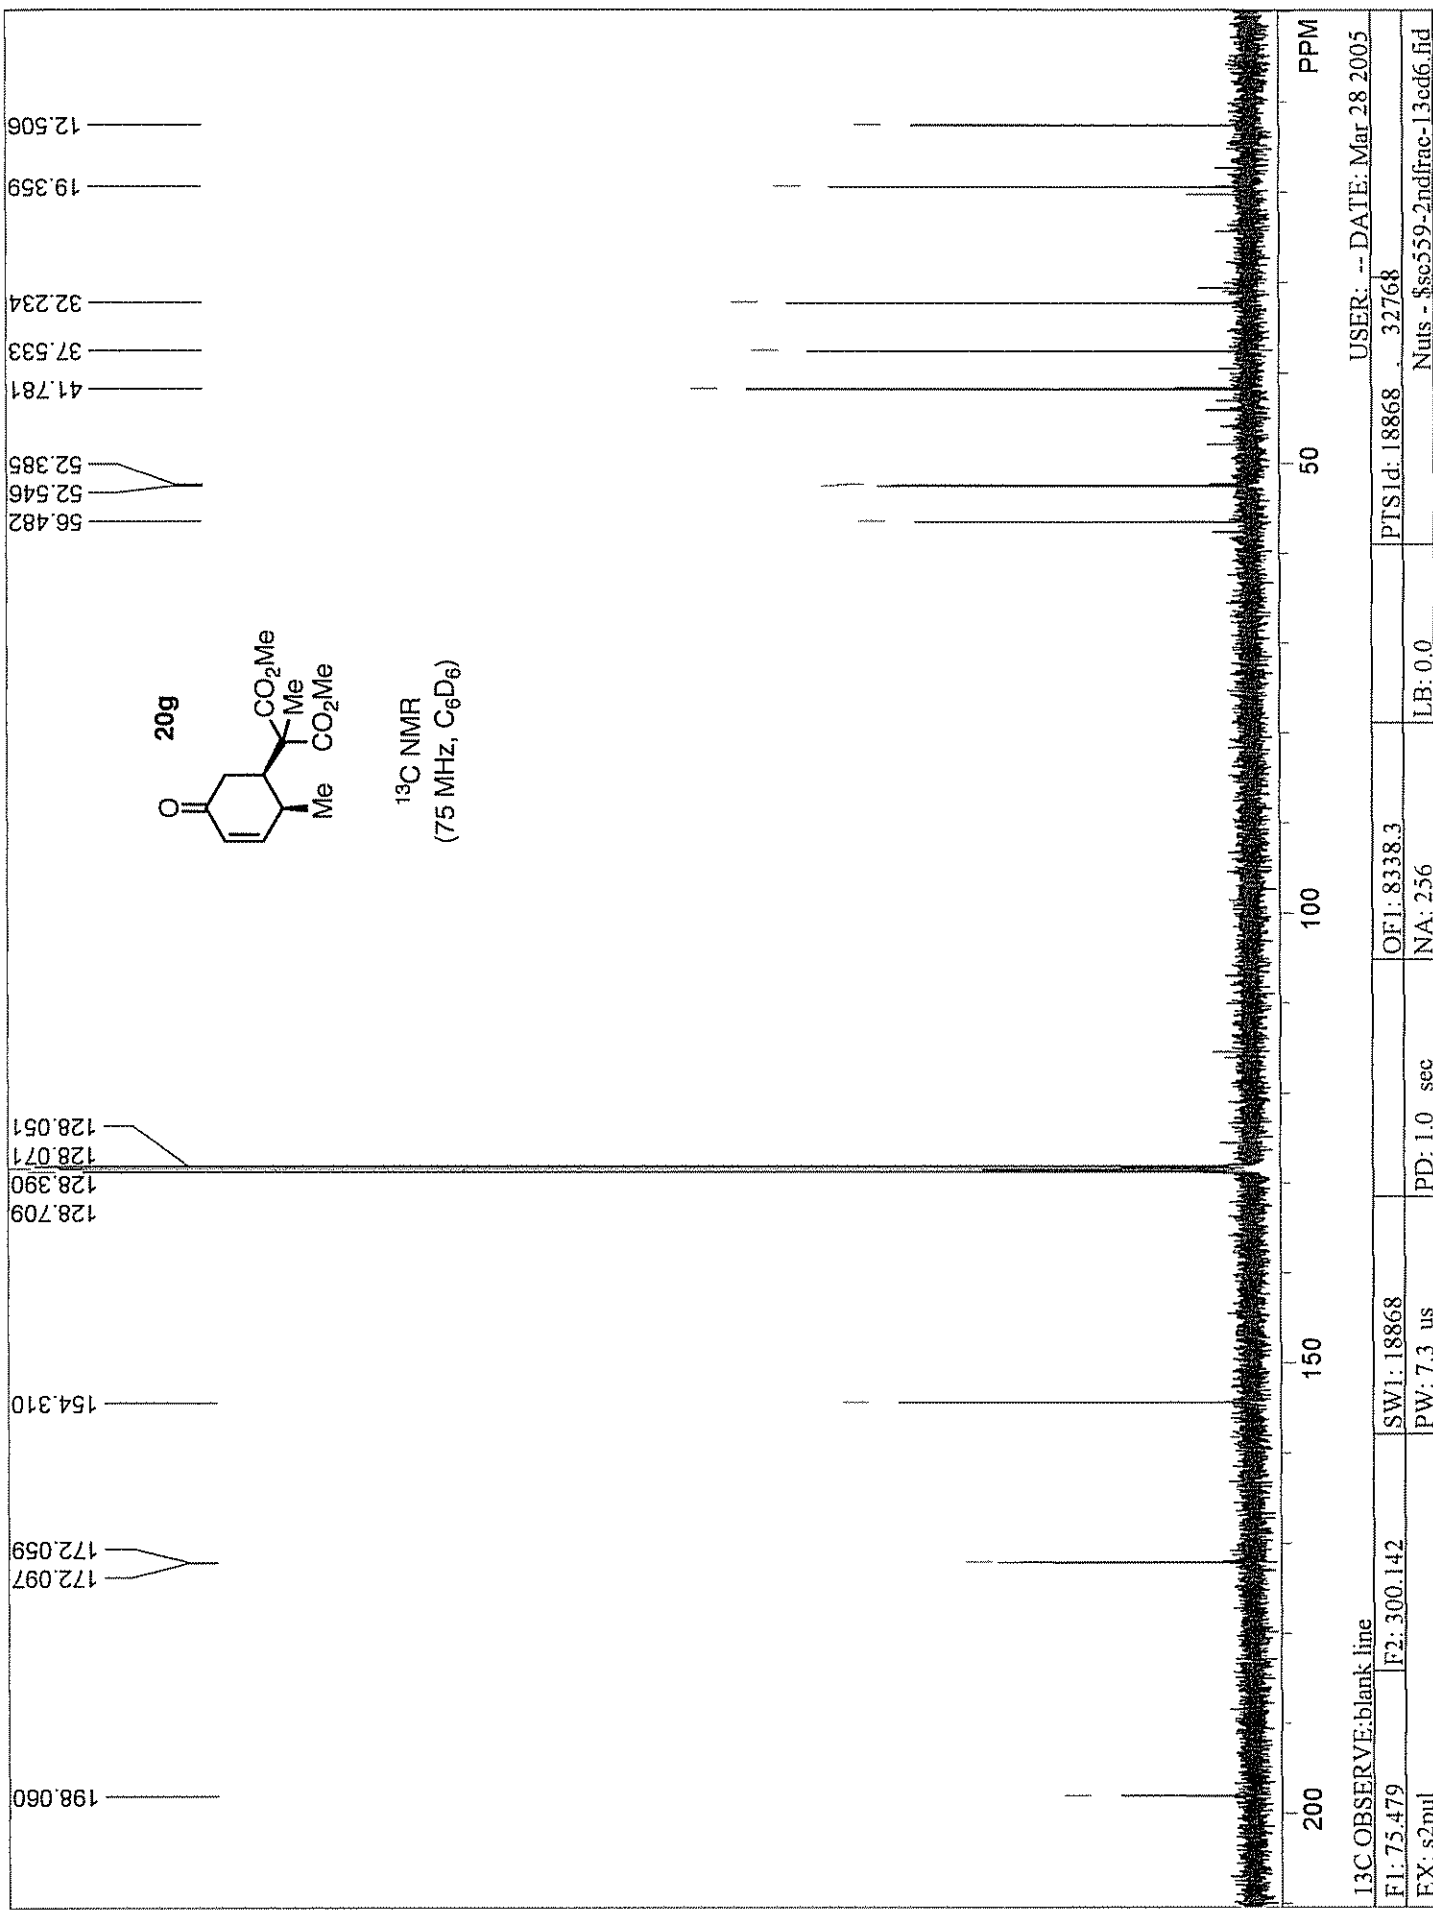 198.060
172.097
172.059
154.310
128.709
128.390
128.071
128.051
56.482
52.546
52.385
41.781
37.533
32.234
19.359
12.506
20g
O
CO2Me
Me
CO2Me
Me
13C NMR
(75 MHz, C6D6)
200
150
100
50
PPM
13C OBSERVE:blank line
USER: -- DATE: Mar 28 2005
F1: 75.479
F2: 300.142
SW1: 18868
OF1: 8338.3
PTS1d: 18868 , 32768
EX: s2pul
PW: 7.3 us
PD: 1.0 sec
NA: 256
LB: 0.0
Nuts - $sc559-2ndfrac-13cd6.fid